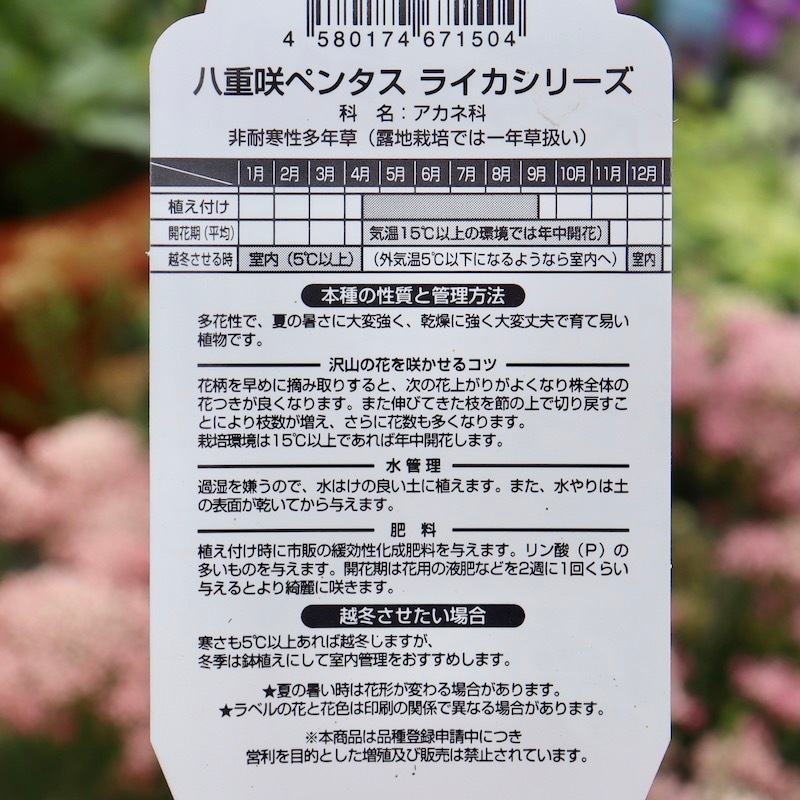 4 580174 671504
八重咲ペンタス ライカシリーズ
科 名：アカネ科
非耐寒性多年草（露地栽培では一年草扱い）
1月 2月 3月 4月 5月 6月 7月 8月 9月 10月 11月 12月
植え付け
開花期（平均） 気温15℃以上の環境では年中開花）
越冬させる時 室内（5℃以上） （外気温5℃以下になるようなら室内へ） 室内
本種の性質と管理方法
多花性で、夏の暑さに大変強く、乾燥に強く大変丈夫で育て易い
植物です。
沢山の花を咲かせるコツ
花柄を早めに摘み取りすると、次の花上がりがよくなり株全体の
花つきが良くなります。また伸びてきた枝を節の上で切り戻すこ
とにより枝数が増え、さらに花数も多くなります。
栽培環境は15℃以上であれば年中開花します。
水管理
過湿を嫌うので、水はけの良い土に植えます。また、水やりは土
の表面が乾いてから与えます。
肥料
植え付け時に市販の緩効性化成肥料を与えます。リン酸（P）の
多いものを与えます。開花期は花用の液肥などを2週に1回くらい
与えるとより綺麗に咲きます。
越冬させたい場合
寒さも5℃以上あれば越冬しますが、
冬季は鉢植えにして室内管理をおすすめします。
★夏の暑い時は花形が変わる場合があります。
★ラベルの花と花色は印刷の関係で異なる場合があります。
※本商品は品種登録申請中につき
営利を目的とした増殖及び販売は禁止されています。